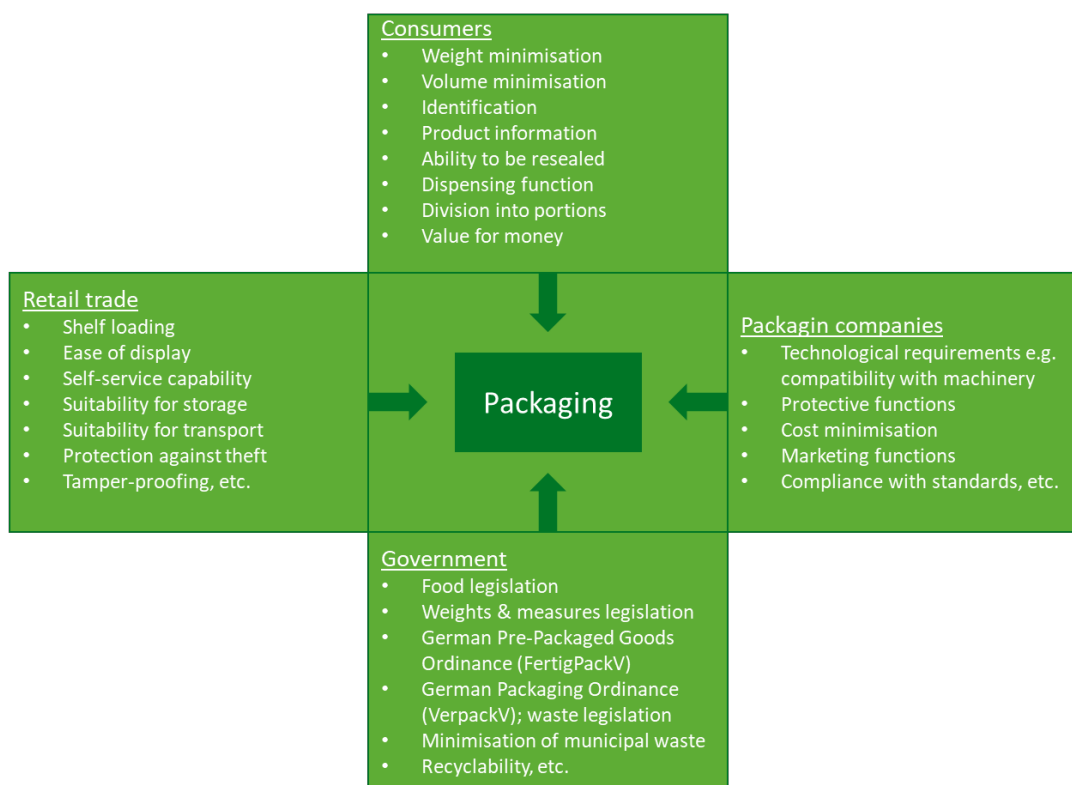 Consumers
• Weight minimisation
• Volume minimisation
• Identification
• Product information
• Ability to be resealed
• Dispensing function
• Division into portions
• Value for money
Retail trade
• Shelf loading
• Ease of display
• Self-service capability
• Suitability for storage
• Suitability for transport
• Protection against theft
• Tamper-proofing, etc.
Packaging
Packagin companies
• Technological requirements e.g.
compatibility with machinery
• Protective functions
• Cost minimisation
• Marketing functions
• Compliance with standards, etc.
Government
• Food legislation
• Weights & measures legislation
• German Pre-Packaged Goods
Ordinance (FertigPackV)
• German Packaging Ordinance
(VerpackV); waste legislation
• Minimisation of municipal waste
• Recyclability, etc.